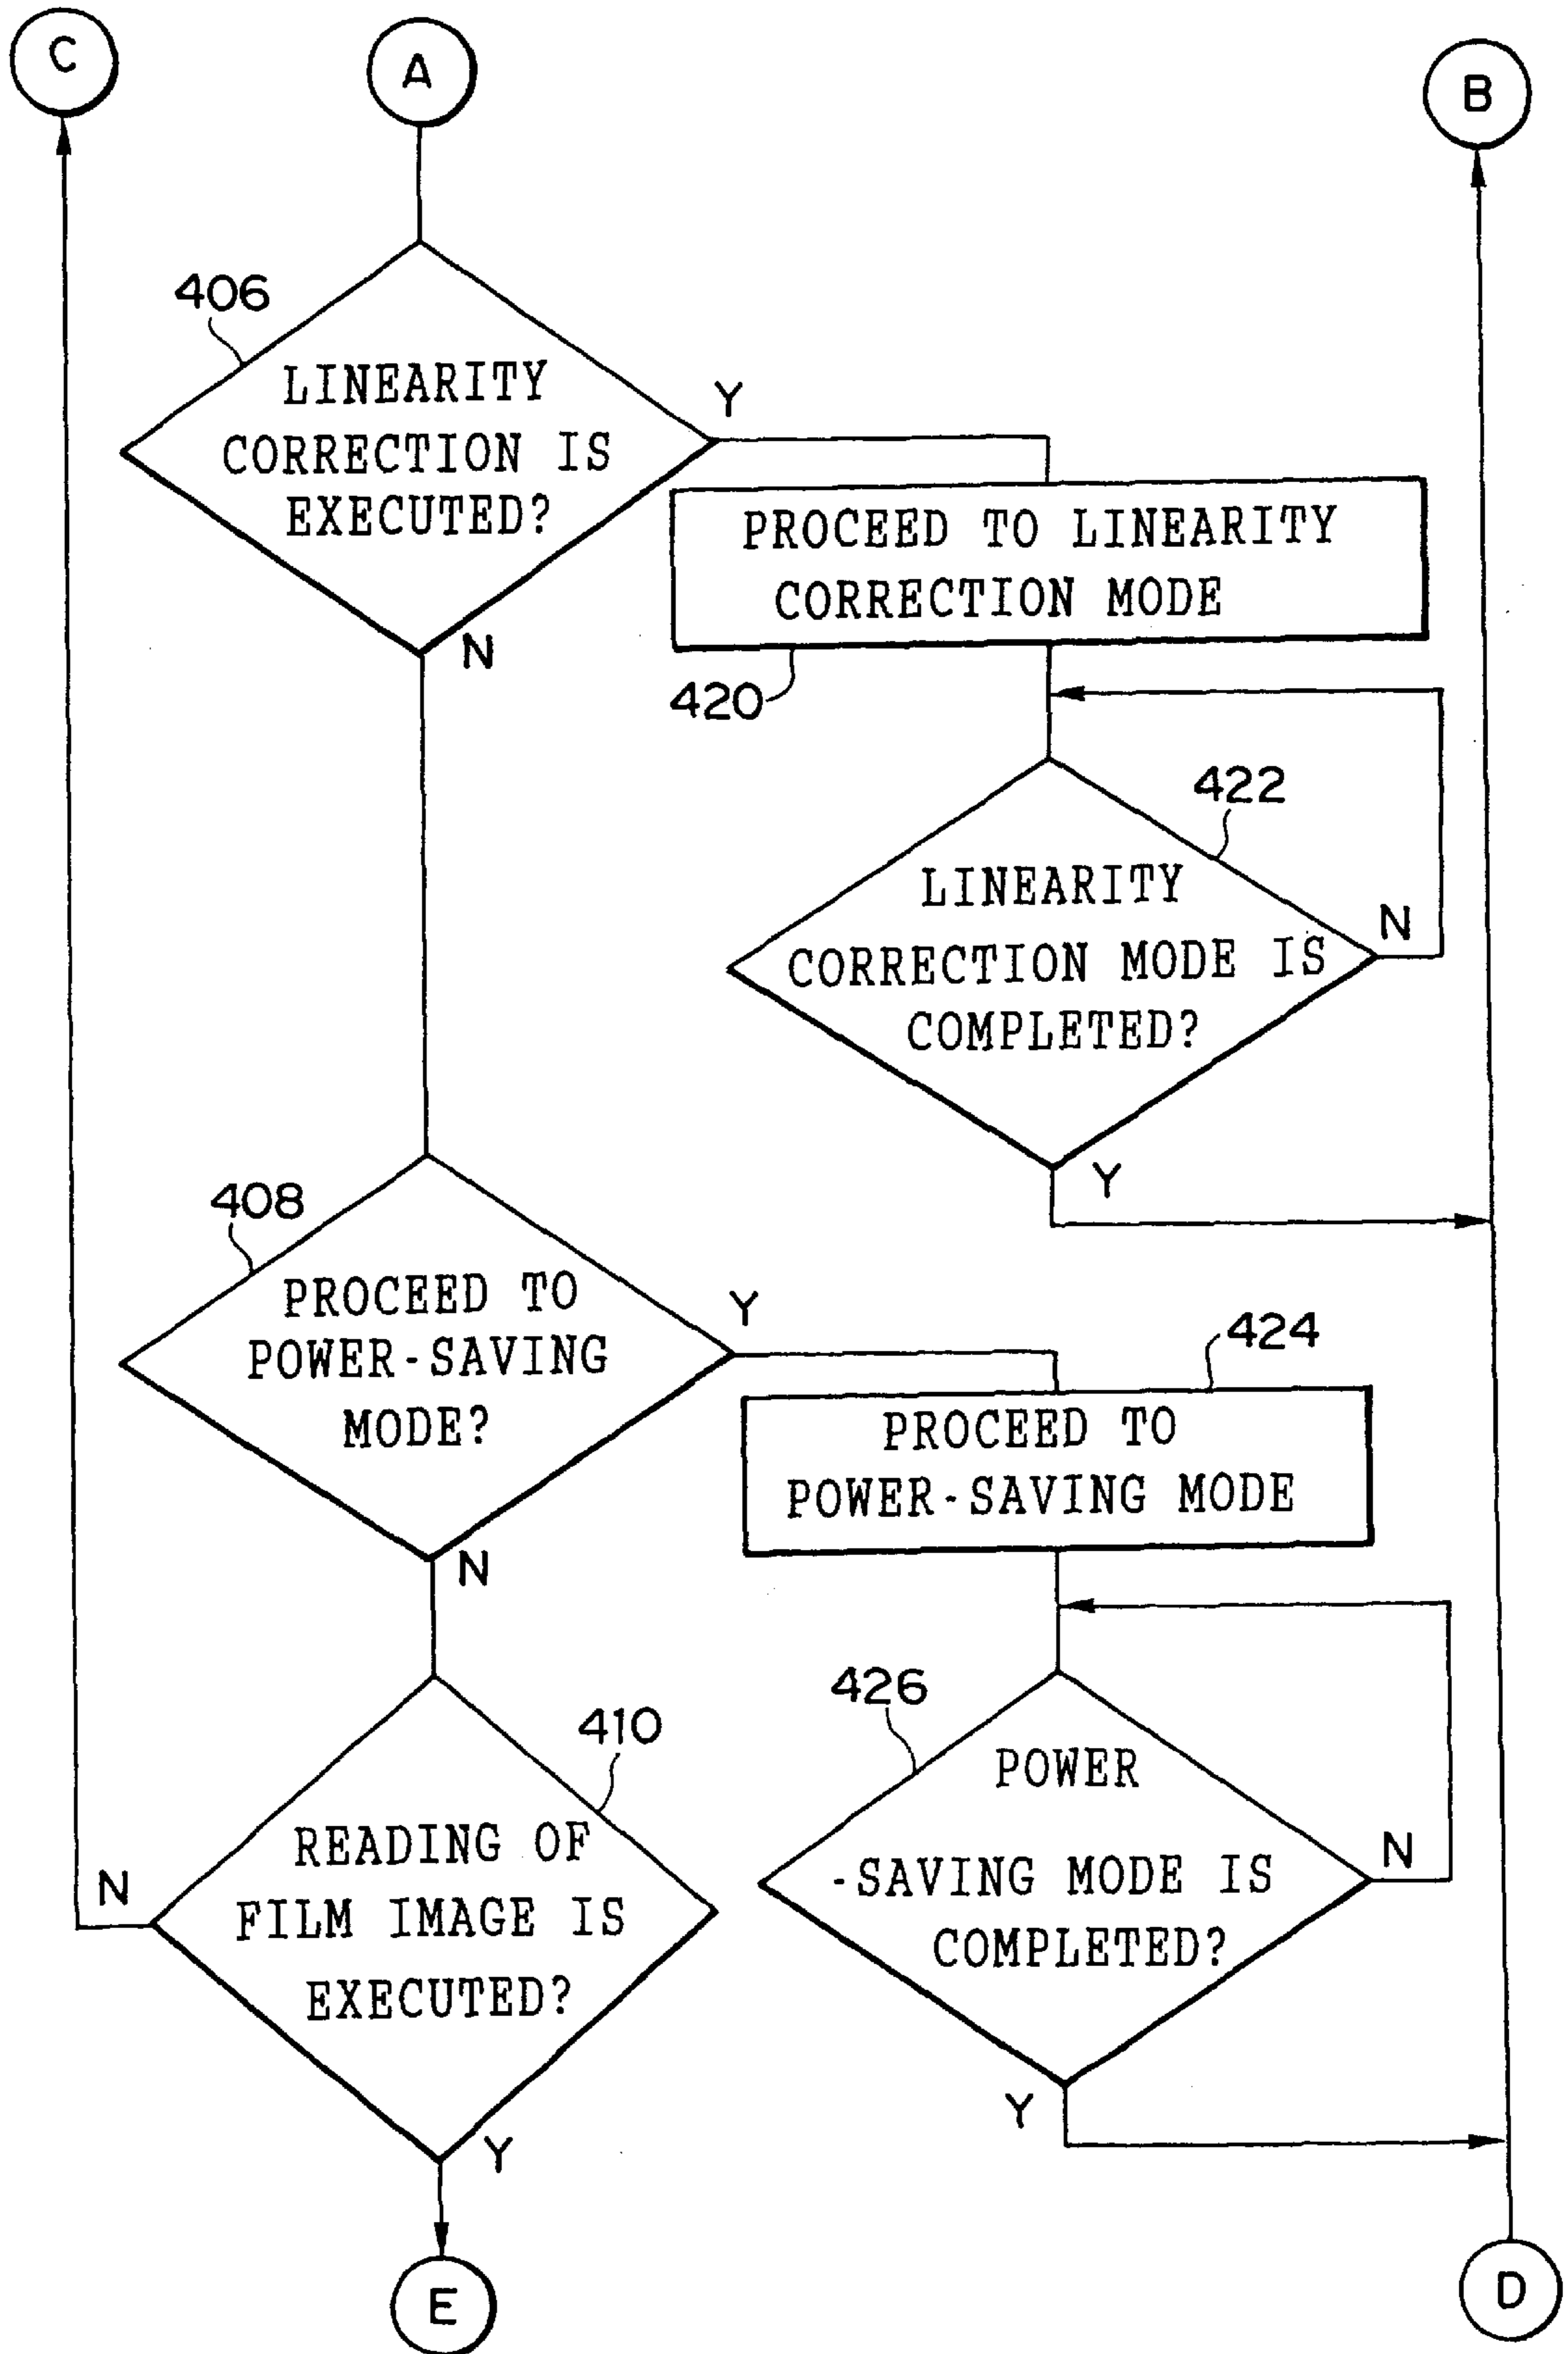 C
A
B
406
LINEARITY
CORRECTION IS
EXECUTED?
Y
N
PROCEED TO LINEARITY
CORRECTION MODE
420
422
LINEARITY
CORRECTION MODE IS
COMPLETED?
N
Y
408
PROCEED TO
POWER-SAVING
MODE?
Y
N
424
PROCEED TO
POWER-SAVING MODE
426
POWER
-SAVING MODE IS
COMPLETED?
N
Y
410
READING OF
FILM IMAGE IS
EXECUTED?
N
Y
E
D